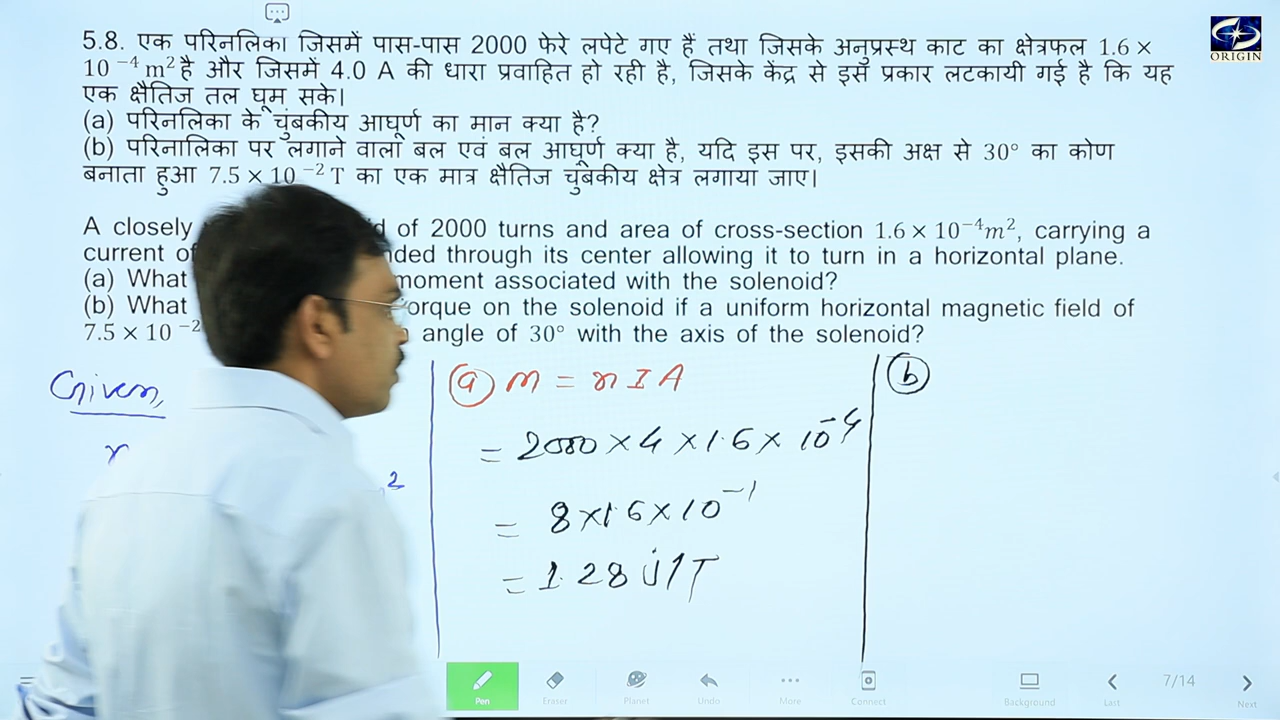 ORIGIN
5.8. एक परिनलिका जिसमें पास-पास 2000 फेरे लपेटे गए हैं तथा जिसके अनुप्रस्थ काट का क्षेत्रफल 1.6 ×
10⁻⁴ m² है और जिसमें 4.0 A की धारा प्रवाहित हो रही है, जिसके केंद्र से इस प्रकार लटकायी गई है कि यह
एक क्षैतिज तल घूम सके।
(a) परिनलिका के चुंबकीय आघूर्ण का मान क्या है?
(b) परिनालिका पर लगाने वाला बल एवं बल आघूर्ण क्या है, यदि इस पर, इसकी अक्ष से 30° का कोण
बनाता हुआ 7.5 × 10⁻² T का एक मात्र क्षैतिज चुंबकीय क्षेत्र लगाया जाए।
A closely of 2000 turns and area of cross-section 1.6 × 10⁻⁴m², carrying a
current of through its center allowing it to turn in a horizontal plane.
(a) What moment associated with the solenoid?
(b) What on the solenoid if a uniform horizontal magnetic field of
7.5 × 10⁻² angle of 30° with the axis of the solenoid?
Given,
(a) m = nIA
= 2000 × 4 × 1.6 × 10⁻⁴
= 8 × 1.6 × 10⁻¹
= 1.28 J/T
(b)
Pen Eraser Planet Undo More Connect Background Last 7/14 Next